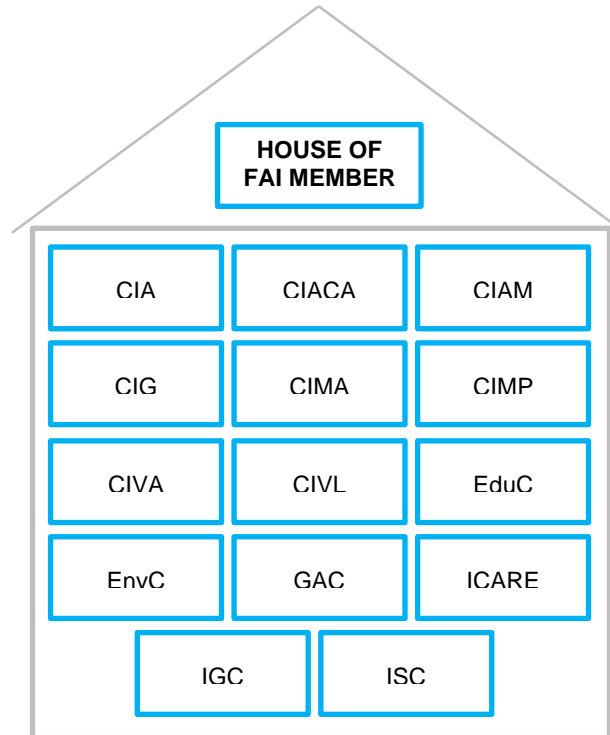 HOUSE OF
FAI MEMBER
CIA CIACA CIAM
CIG CIMA CIMP
CIVA CIVL EduC
EnvC GAC ICARE
IGC ISC